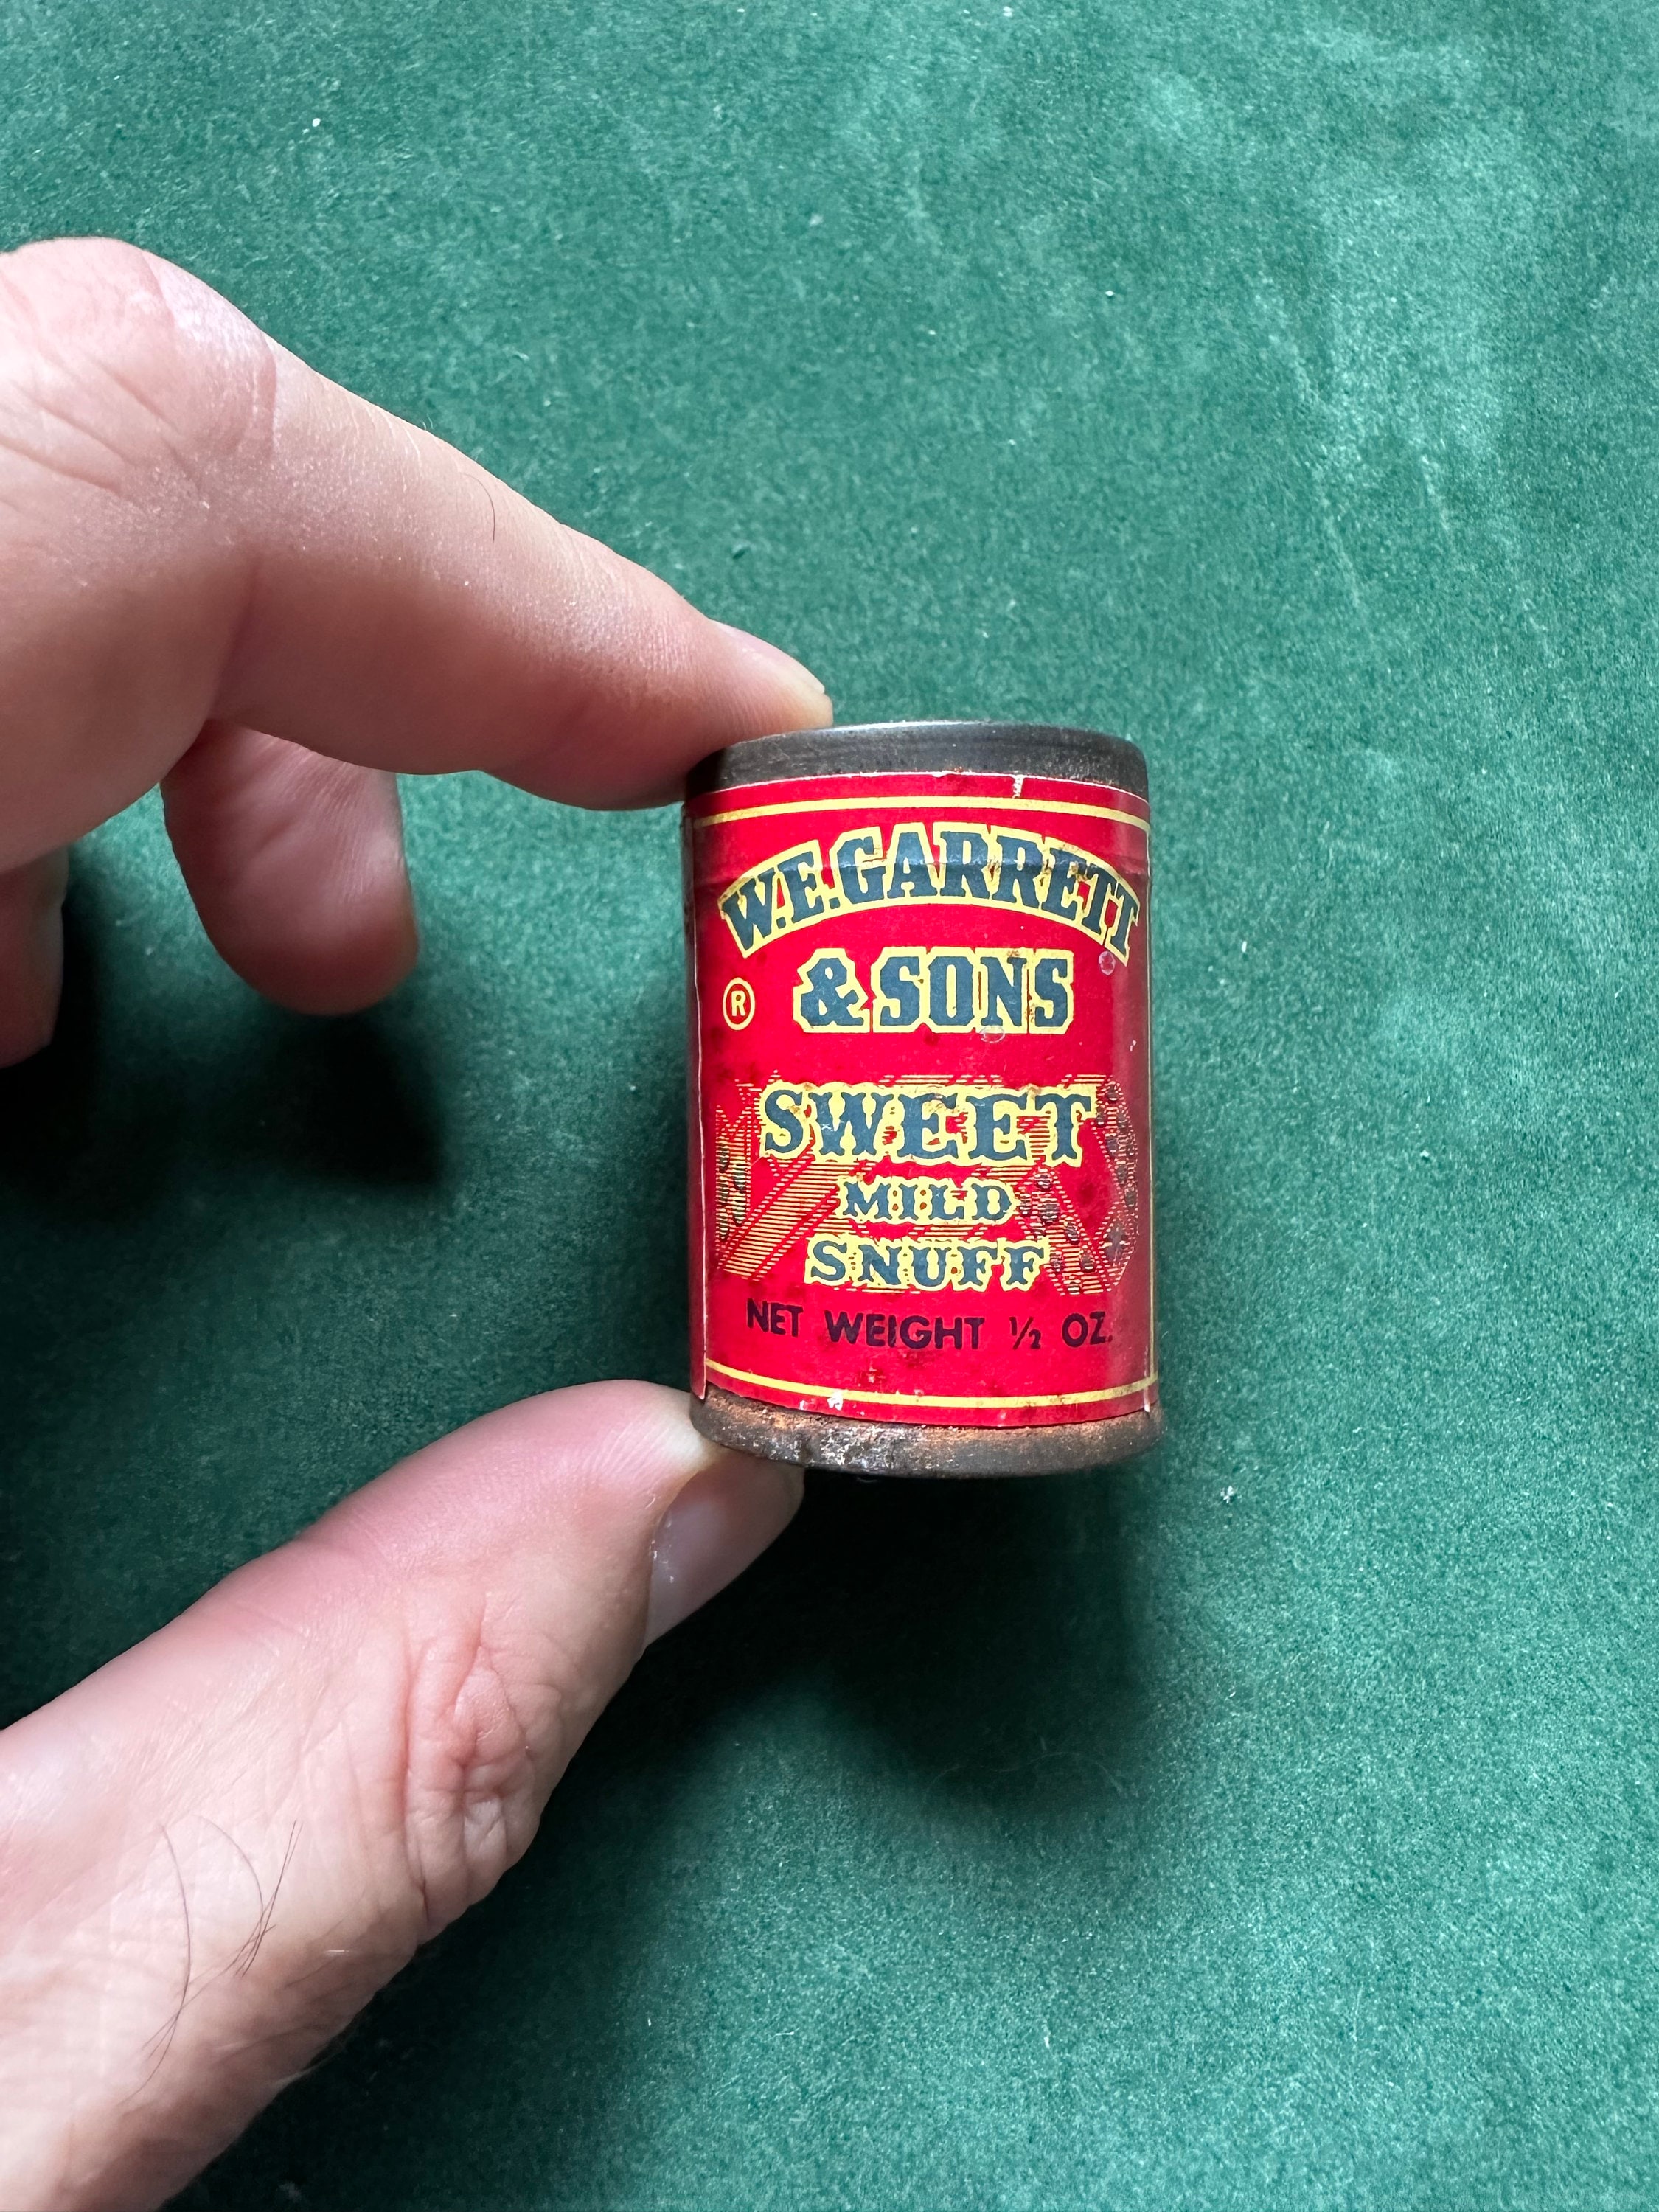 W.E. GARRETT
& SONS
®
SWEET
MILD
SNUFF
NET WEIGHT ½ OZ.